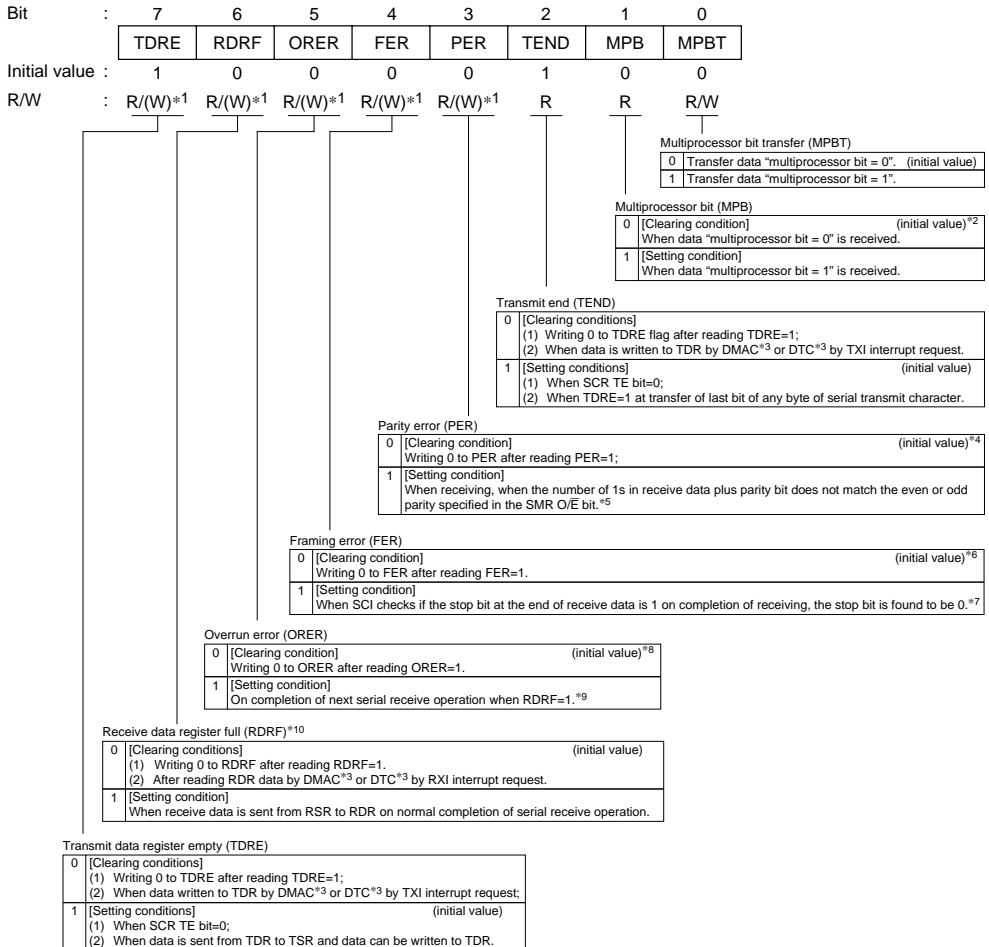 Bit : 7 6 5 4 3 2 1 0
TDRE RDRF ORER FER PER TEND MPB MPBT
Initial value : 1 0 0 0 0 1 0 0
R/W : R/(W)*1 R/(W)*1 R/(W)*1 R/(W)*1 R/(W)*1 R R R/W
Multiprocessor bit transfer (MPBT)
0 Transfer data “multiprocessor bit = 0”. (initial value)
1 Transfer data “multiprocessor bit = 1”.
Multiprocessor bit (MPB)
0 [Clearing condition] (initial value)*2
When data “multiprocessor bit = 0” is received.
1 [Setting condition]
When data “multiprocessor bit = 1” is received.
Transmit end (TEND)
0 [Clearing conditions]
(1) Writing 0 to TDRE flag after reading TDRE=1;
(2) When data is written to TDR by DMAC*3 or DTC*3 by TXI interrupt request.
1 [Setting conditions] (initial value)
(1) When SCR TE bit=0;
(2) When TDRE=1 at transfer of last bit of any byte of serial transmit character.
Parity error (PER)
0 [Clearing condition] (initial value)*4
Writing 0 to PER after reading PER=1;
1 [Setting condition]
When receiving, when the number of 1s in receive data plus parity bit does not match the even or odd
parity specified in the SMR O/E̅ bit.*5
Framing error (FER)
0 [Clearing condition] (initial value)*6
Writing 0 to FER after reading FER=1.
1 [Setting condition]
When SCI checks if the stop bit at the end of receive data is 1 on completion of receiving, the stop bit is found to be 0.*7
Overrun error (ORER)
0 [Clearing condition] (initial value)*8
Writing 0 to ORER after reading ORER=1.
1 [Setting condition]
On completion of next serial receive operation when RDRF=1.*9
Receive data register full (RDRF)*10
0 [Clearing conditions] (initial value)
(1) Writing 0 to RDRF after reading RDRF=1.
(2) After reading RDR data by DMAC*3 or DTC*3 by RXI interrupt request.
1 [Setting condition]
When receive data is sent from RSR to RDR on normal completion of serial receive operation.
Transmit data register empty (TDRE)
0 [Clearing conditions]
(1) Writing 0 to TDRE after reading TDRE=1;
(2) When data written to TDR by DMAC*3 or DTC*3 by TXI interrupt request;
1 [Setting conditions] (initial value)
(1) When SCR TE bit=0;
(2) When data is sent from TDR to TSR and data can be written to TDR.